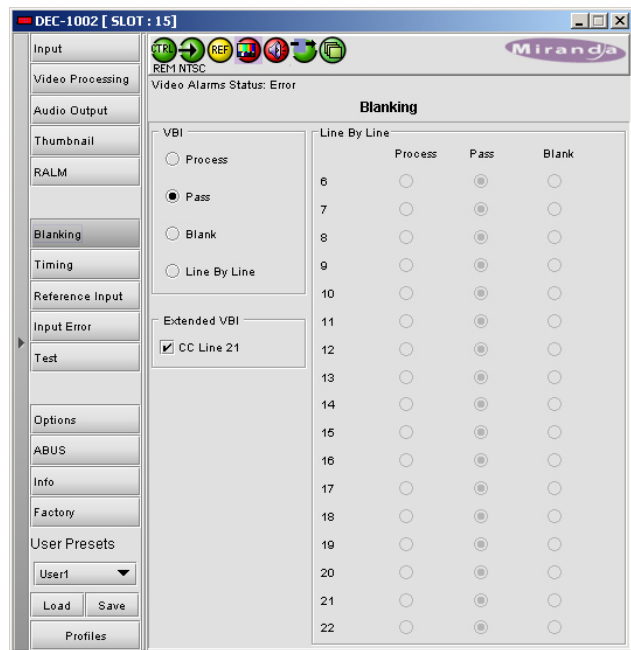 DEC-1002 [ SLOT : 15]
Input
Video Processing
Audio Output
Thumbnail
RALM
Blanking
Timing
Reference Input
Input Error
Test
Options
ABUS
Info
Factory
User Presets
User1
Load Save
Profiles
CTRL REF
REM NTSC
Miranda
Video Alarms Status: Error
Blanking
VBI
Process
Pass
Blank
Line By Line
Extended VBI
CC Line 21
Line By Line
Process Pass Blank
6
7
8
9
10
11
12
13
14
15
16
17
18
19
20
21
22